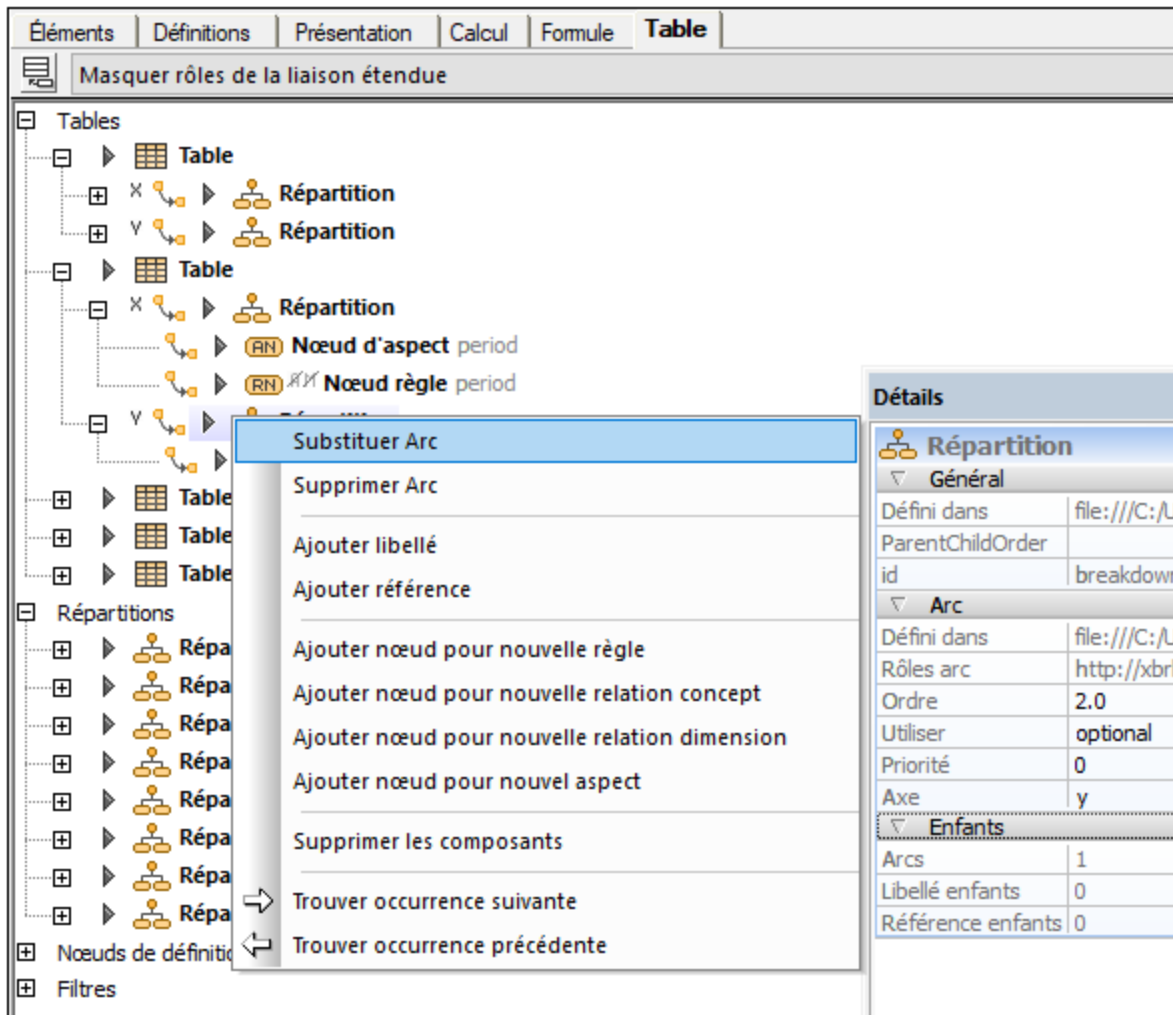 Éléments Définitions Présentation Calcul Formule Table
Masquer rôles de la liaison étendue
Tables
Table
X Répartition
Y Répartition
Table
X Répartition
AN Nœud d'aspect period
RN Nœud règle period
Y
Table
Table
Table
Répartitions
Répa
Répa
Répa
Répa
Répa
Répa
Répa
Répa
Nœuds de définitio
Filtres
Substituer Arc
Supprimer Arc
Ajouter libellé
Ajouter référence
Ajouter nœud pour nouvelle règle
Ajouter nœud pour nouvelle relation concept
Ajouter nœud pour nouvelle relation dimension
Ajouter nœud pour nouvel aspect
Supprimer les composants
Trouver occurrence suivante
Trouver occurrence précédente
Détails
Répartition
Général
Défini dans file:///C:/U
ParentChildOrder
id breakdown
Arc
Défini dans file:///C:/U
Rôles arc http://xbrl
Ordre 2.0
Utiliser optional
Priorité 0
Axe y
Enfants
Arcs 1
Libellé enfants 0
Référence enfants 0